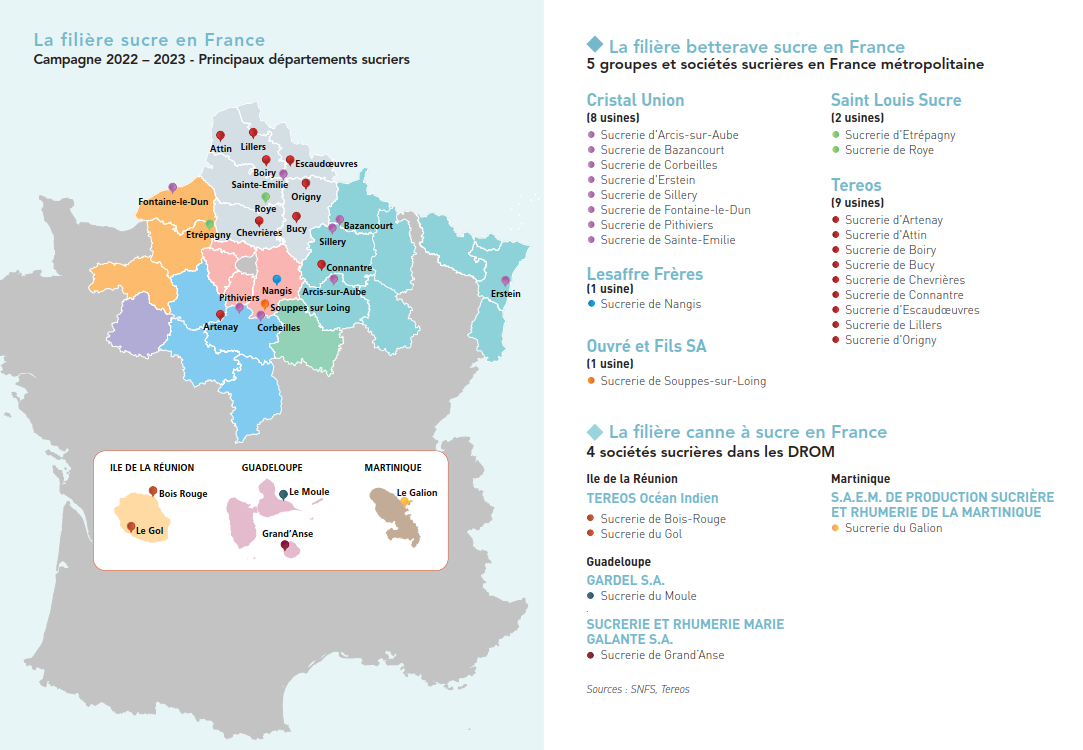 La filière sucre en France
Campagne 2022 – 2023 - Principaux départements sucriers
Attin
Lillers
Escaudœuvres
Boiry
Sainte-Emilie
Origny
Fontaine-le-Dun
Roye
Etrépagny
Chevrières
Bucy
Bazancourt
Sillery
Connantre
Nangis
Arcis-sur-Aube
Erstein
Pithiviers
Souppes sur Loing
Artenay
Corbeilles
ILE DE LA RÉUNION
GUADELOUPE
MARTINIQUE
Bois Rouge
Le Gol
Le Moule
Grand'Anse
Le Galion
La filière betterave sucre en France
5 groupes et sociétés sucrières en France métropolitaine
Cristal Union
(8 usines)
Sucrerie d'Arcis-sur-Aube
Sucrerie de Bazancourt
Sucrerie de Corbeilles
Sucrerie d'Erstein
Sucrerie de Sillery
Sucrerie de Fontaine-le-Dun
Sucrerie de Pithiviers
Sucrerie de Sainte-Emilie
Lesaffre Frères
(1 usine)
Sucrerie de Nangis
Ouvré et Fils SA
(1 usine)
Sucrerie de Souppes-sur-Loing
Saint Louis Sucre
(2 usines)
Sucrerie d'Etrépagny
Sucrerie de Roye
Tereos
(9 usines)
Sucrerie d'Artenay
Sucrerie d'Attin
Sucrerie de Boiry
Sucrerie de Bucy
Sucrerie de Chevrières
Sucrerie de Connantre
Sucrerie d'Escaudœuvres
Sucrerie de Lillers
Sucrerie d'Origny
La filière canne à sucre en France
4 sociétés sucrières dans les DROM
Ile de la Réunion
TEREOS Océan Indien
Sucrerie de Bois-Rouge
Sucrerie du Gol
Guadeloupe
GARDEL S.A.
Sucrerie du Moule
SUCRERIE ET RHUMERIE MARIE
GALANTE S.A.
Sucrerie de Grand'Anse
Martinique
S.A.E.M. DE PRODUCTION SUCRIÈRE
ET RHUMERIE DE LA MARTINIQUE
Sucrerie du Galion
Sources : SNFS, Tereos